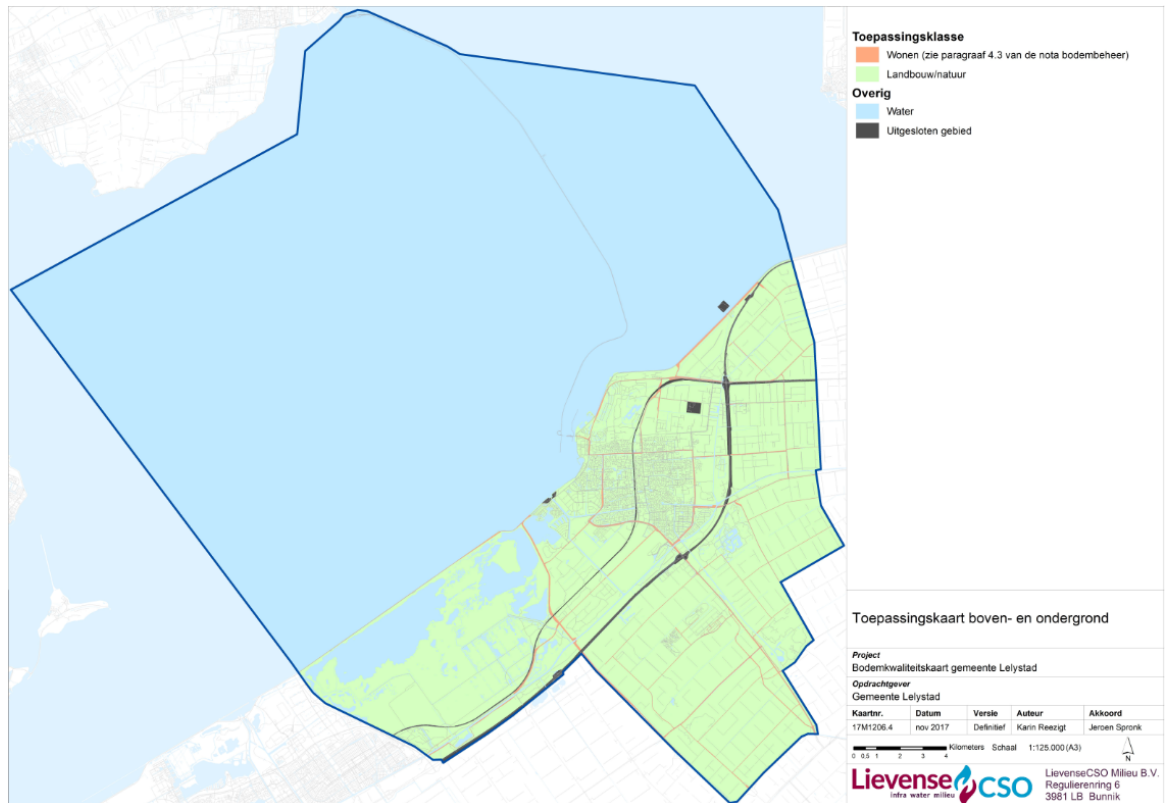 Toepassingsklasse
Wonen (zie paragraaf 4.3 van de nota bodembeheer)
Landbouw/natuur
Overig
Water
Uitgesloten gebied
Toepassingskaart boven- en ondergrond
Project
Bodemkwaliteitskaart gemeente Lelystad
Opdrachtgever
Gemeente Lelystad
Kaartnr. Datum Versie Auteur Akkoord
17M1206.4 nov 2017 Definitief Karin Reezigt Jeroen Spronk
0 0,5 1 2 3 4 Kilometers Schaal 1:125.000 (A3)
N
Lievense CSO
infra water milieu
LievenseCSO Milieu B.V.
Regulierenring 6
3981 LB Bunnik